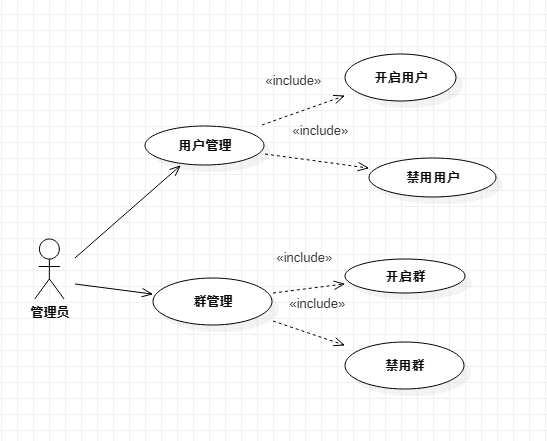 «include»
开启用户
«include»
用户管理
禁用用户
«include»
开启群
管理员
群管理
«include»
禁用群